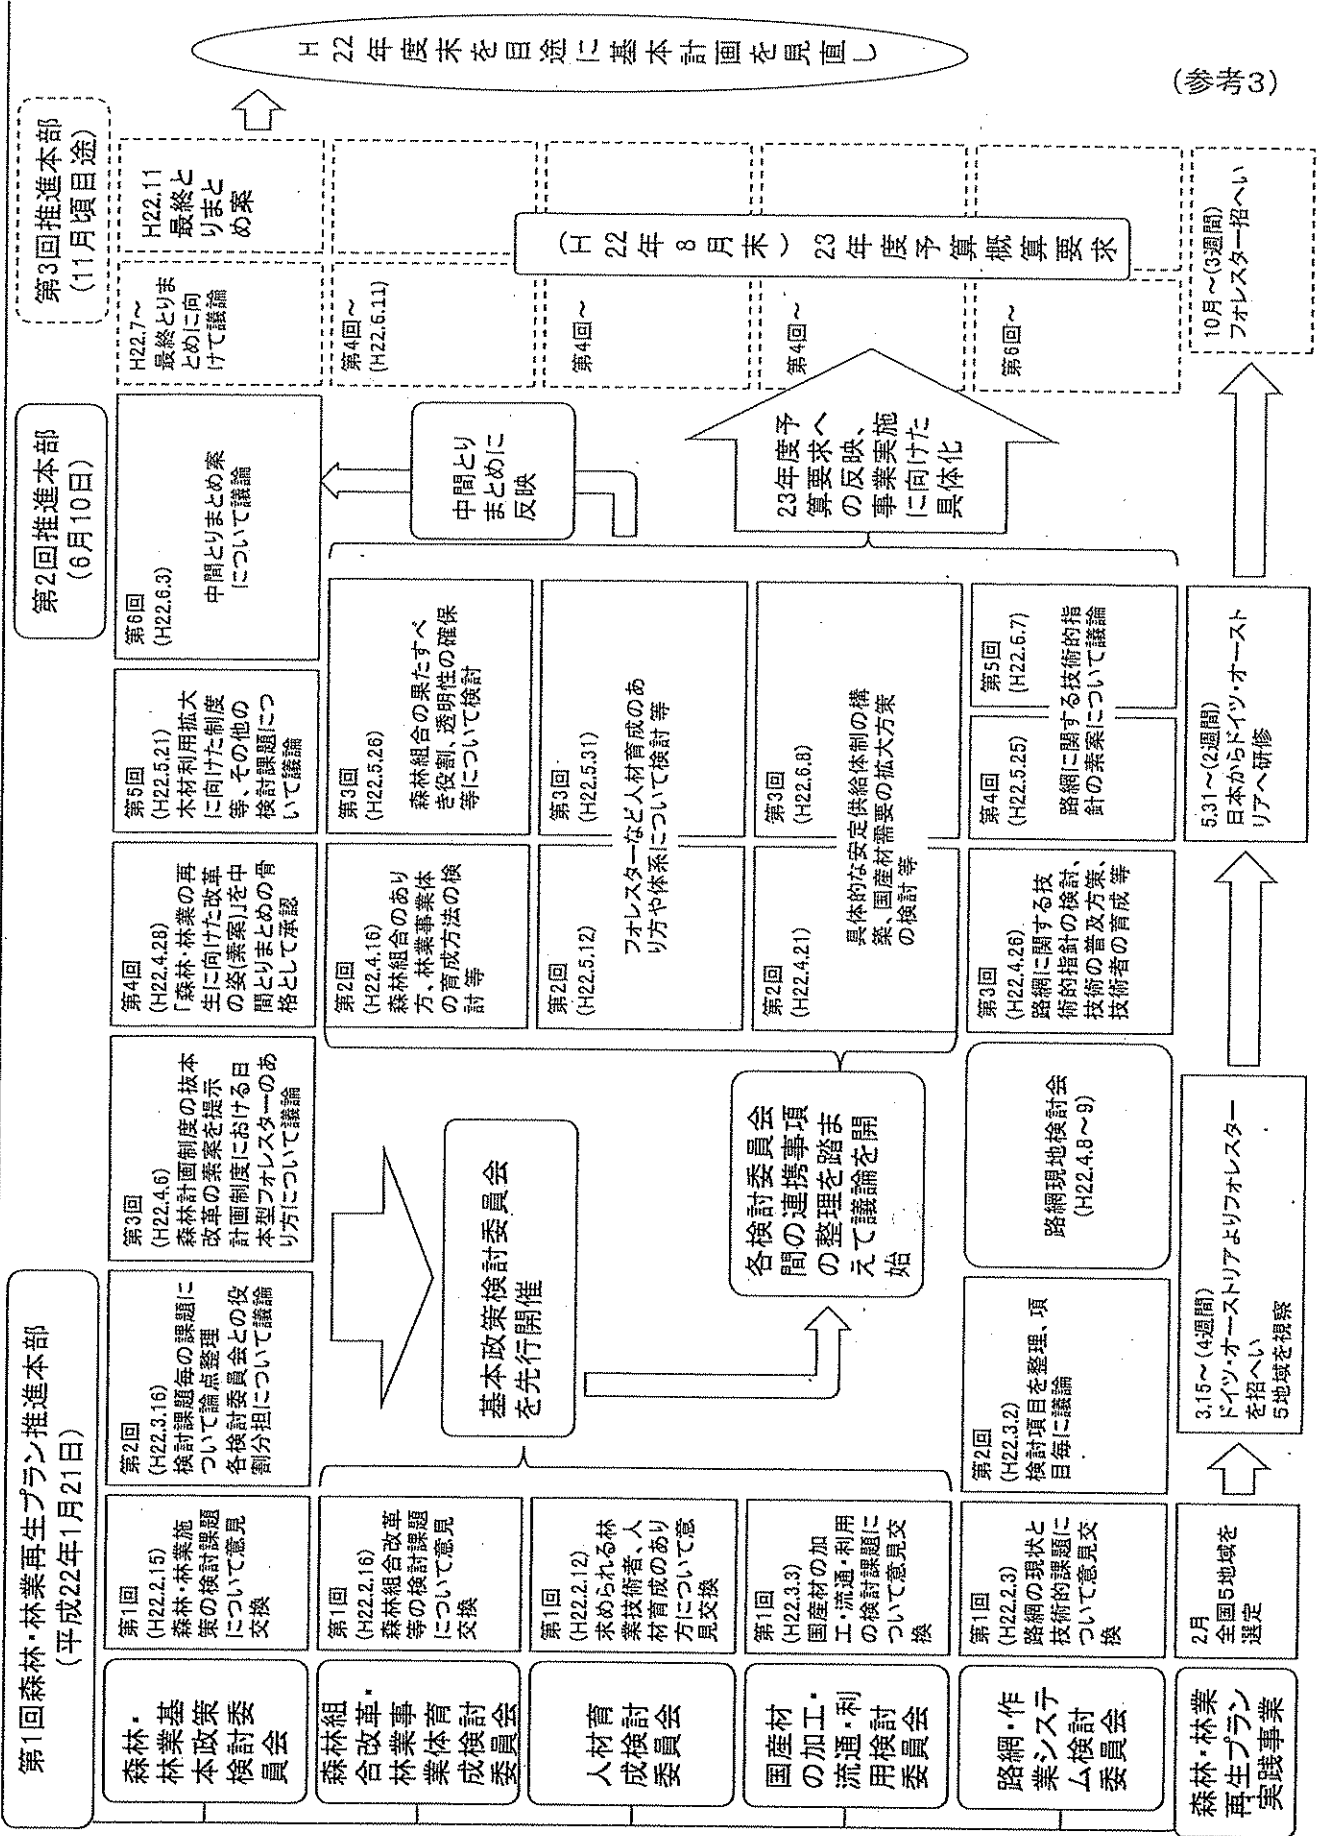 第1回森林・林業再生プラン推進本部
(平成22年1月21日)
第2回推進本部
(6月10日)
第3回推進本部
(11月頃目途)
森林・
林業基
本政策
検討委
員会
第1回
(H22.2.15)
森林・林業施
策の検討課題
について意見
交換
第2回
(H22.3.16)
検討課題毎の課題に
ついて論点整理
各検討委員会との役
割分担について議論
第3回
(H22.4.6)
森林計画制度の抜本
改革の素案を提示
計画制度における日
本型フォレスターのあ
り方について議論
第4回
(H22.4.28)
「森林・林業の再
生に向けた改革
の姿(素案)」を中
間とりまとめの骨
格として承認
第5回
(H22.5.21)
木材利用拡大
に向けた制度
等、その他の
検討課題につ
いて議論
第6回
(H22.6.3)
中間とりまとめ案
について議論
H22.7～
最終とりま
とめに向
けて議論
H22.11
最終と
りまと
め案
H22年度末を目途に基本計画を見直し
森林組
合改革・
林業事
業体育
成検討
委員会
第1回
(H22.2.16)
森林組合改革
等の検討課題
について意見
交換
基本政策検討委員会
を先行開催
第2回
(H22.4.16)
森林組合のあり
方、林業事業体
の育成方法の検
討 等
第3回
(H22.5.26)
森林組合の果たすべ
き役割、透明性の確保
等について検討
中間とり
まとめに
反映
第4回～
(H22.6.11)
人材育
成検討
委員会
第1回
(H22.2.12)
求められる林
業技術者、人
材育成のあり
方について意
見交換
第2回
(H22.5.12)
第3回
(H22.5.31)
フォレスターなど人材育成のあ
り方や体系について検討 等
第4回～
国産材
の加工・
流通・利
用検討
委員会
第1回
(H22.3.3)
国産材の加
工・流通・利用
の検討課題に
ついて意見交
換
各検討委員会
間の連携事項
の整理を踏ま
えて議論を開
始
第2回
(H22.4.21)
第3回
(H22.6.8)
具体的な安定供給体制の構
築、国産材需要の拡大方策
の検討 等
23年度予
算要求へ
の反映、
事業実施
に向けた
具体化
第4回～
(H22年8月末)23年度予算概算要求
路網・作
業システ
ム検討
委員会
第1回
(H22.2.3)
路網の現状と
技術的課題に
ついて意見交
換
第2回
(H22.3.2)
検討項目を整理、項
目毎に議論
路網現地検討会
(H22.4.8～9)
第3回
(H22.4.26)
路網に関する技
術的指針の検討、
技術の普及方策、
技術者の育成 等
第4回
(H22.5.25)
第5回
(H22.6.7)
路網に関する技術的指
針の素案について議論
第6回～
森林・林業
再生プラン
実践事業
2月
全国5地域を
選定
3.15～(4週間)
ドイツ・オーストリアよりフォレスター
を招へい
5地域を視察
5.31～(2週間)
日本からドイツ・オースト
リアへ研修
10月～(3週間)
フォレスター招へい
(参考3)